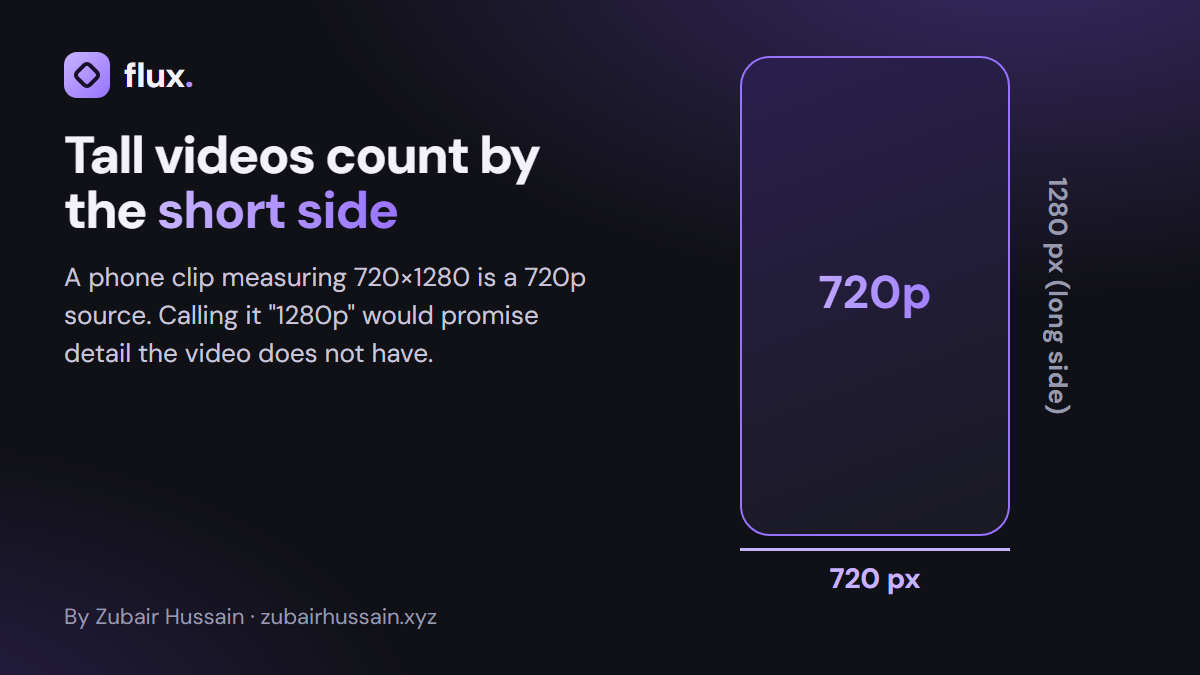 flux.
Tall videos count by
the short side
A phone clip measuring 720×1280 is a 720p
source. Calling it "1280p" would promise
detail the video does not have.
720p
1280 px (long side)
720 px
By Zubair Hussain · zubairhussain.xyz